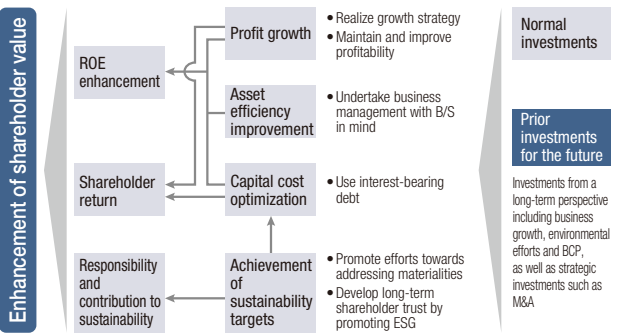 Enhancement of shareholder value
ROE
enhancement
Shareholder
return
Responsibility
and
contribution to
sustainability
Profit growth
• Realize growth strategy
• Maintain and improve
profitability
Asset
efficiency
improvement
• Undertake business
management with B/S
in mind
Capital cost
optimization
• Use interest-bearing
debt
Achievement
of
sustainability
targets
• Promote efforts towards
addressing materialities
• Develop long-term
shareholder trust by
promoting ESG
Normal
investments
Prior
investments
for the future
Investments from a
long-term perspective
including business
growth, environmental
efforts and BCP,
as well as strategic
investments such as
M&A